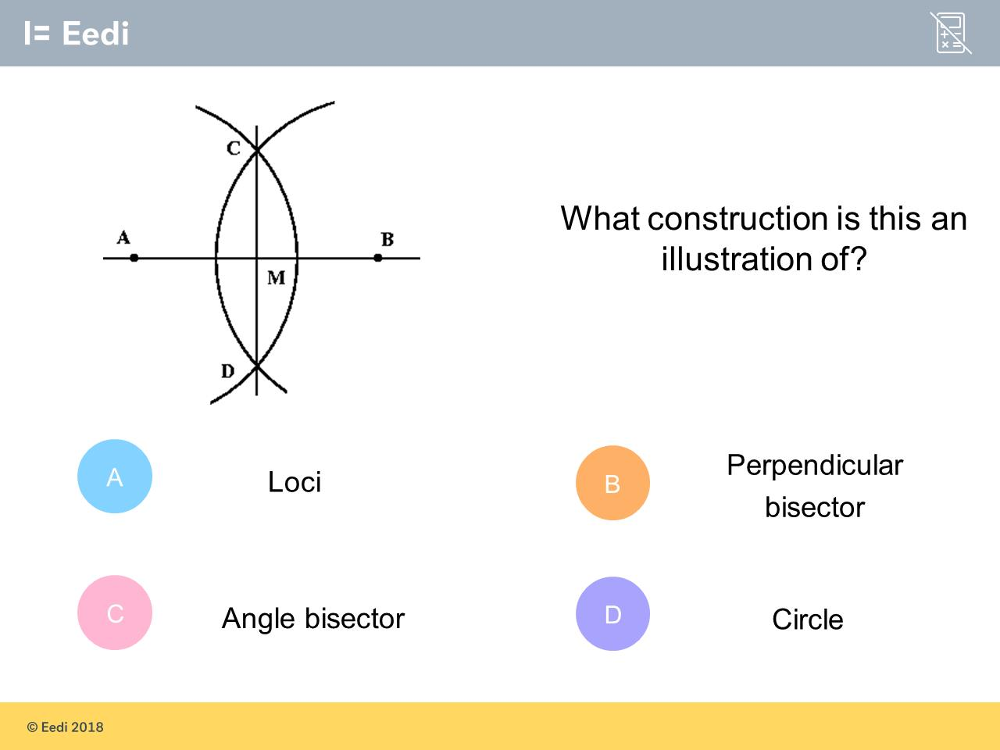 Eedi
C
A
B
M
D
What construction is this an
illustration of?
A
Loci
B
Perpendicular
bisector
C
Angle bisector
D
Circle
© Eedi 2018